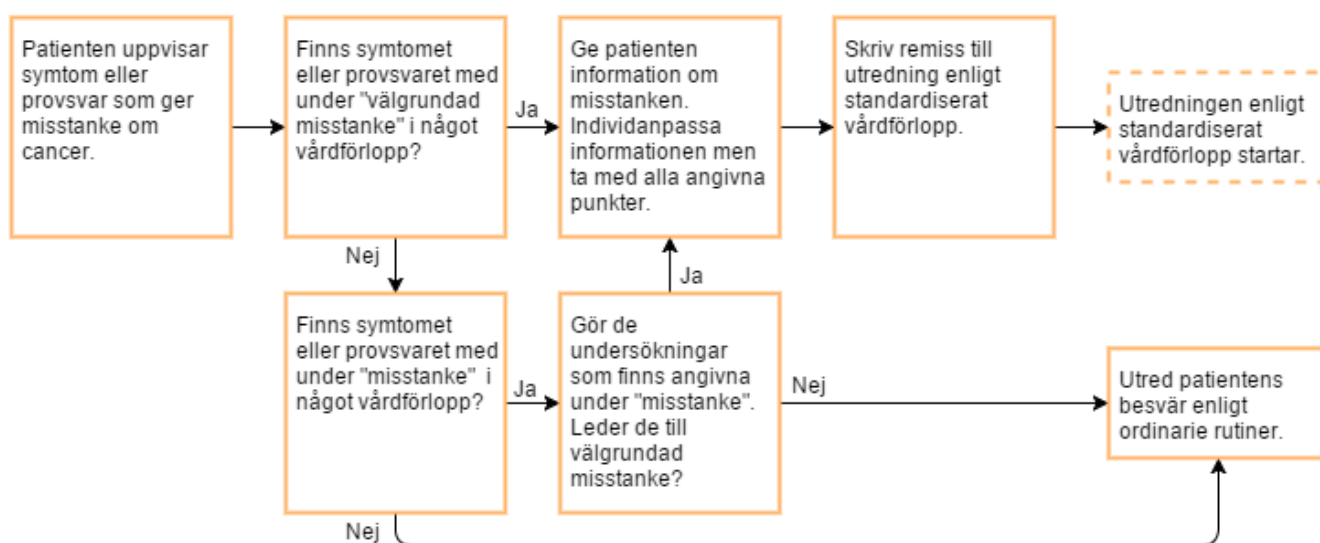 Patienten uppvisar
symtom eller
provsvar som ger
misstanke om
cancer.
Finns symtomet
eller provsvaret med
under "välgrundad
misstanke" i något
vårdförlopp?
Ja
Ge patienten
information om
misstanken.
Individanpassa
informationen men
ta med alla angivna
punkter.
Skriv remiss till
utredning enligt
standardiserat
vårdförlopp.
Utredningen enligt
standardiserat
vårdförlopp startar.
Nej
Ja
Finns symtomet
eller provsvaret med
under "misstanke" i
något vårdförlopp?
Ja
Gör de
undersökningar
som finns angivna
under "misstanke".
Leder de till
välgrundad
misstanke?
Nej
Utred patientens
besvär enligt
ordinarie rutiner.
Nej